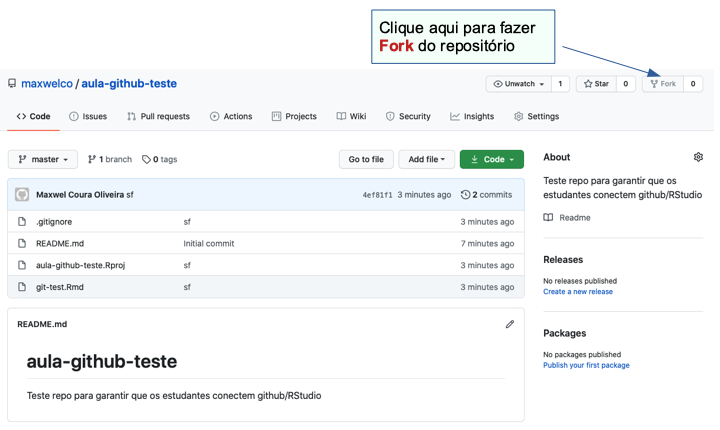 Clique aqui para fazer
Fork do repositório
maxwelco / aula-github-teste
Unwatch 1 Star 0 Fork 0
Code Issues Pull requests Actions Projects Wiki Security Insights Settings
master 1 branch 0 tags Go to file Add file Code
Maxwel Coura Oliveira sf 4ef81f1 3 minutes ago 2 commits
.gitignore sf 3 minutes ago
README.md Initial commit 7 minutes ago
aula-github-teste.Rproj sf 3 minutes ago
git-test.Rmd sf 3 minutes ago
README.md
aula-github-teste
Teste repo para garantir que os estudantes conectem github/RStudio
About
Teste repo para garantir que os
estudantes conectem github/RStudio
Readme
Releases
No releases published
Create a new release
Packages
No packages published
Publish your first package